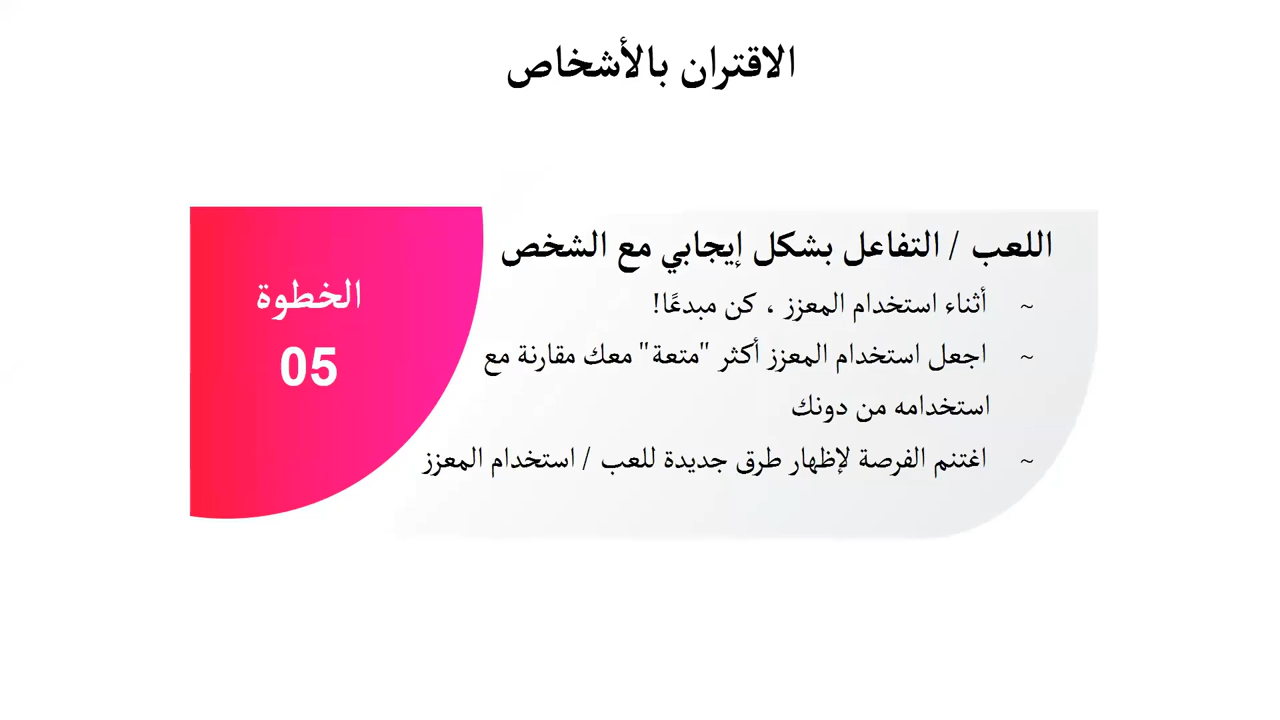 الاقتران بالأشخاص
اللعب / التفاعل بشكل إيجابي مع الشخص
~ أثناء استخدام المعزز ، كن مبدعًا!
~ اجعل استخدام المعزز أكثر "متعة" معك مقارنة مع
استخدامه من دونك
~ اغتنم الفرصة لإظهار طرق جديدة للعب / استخدام المعزز
الخطوة
05